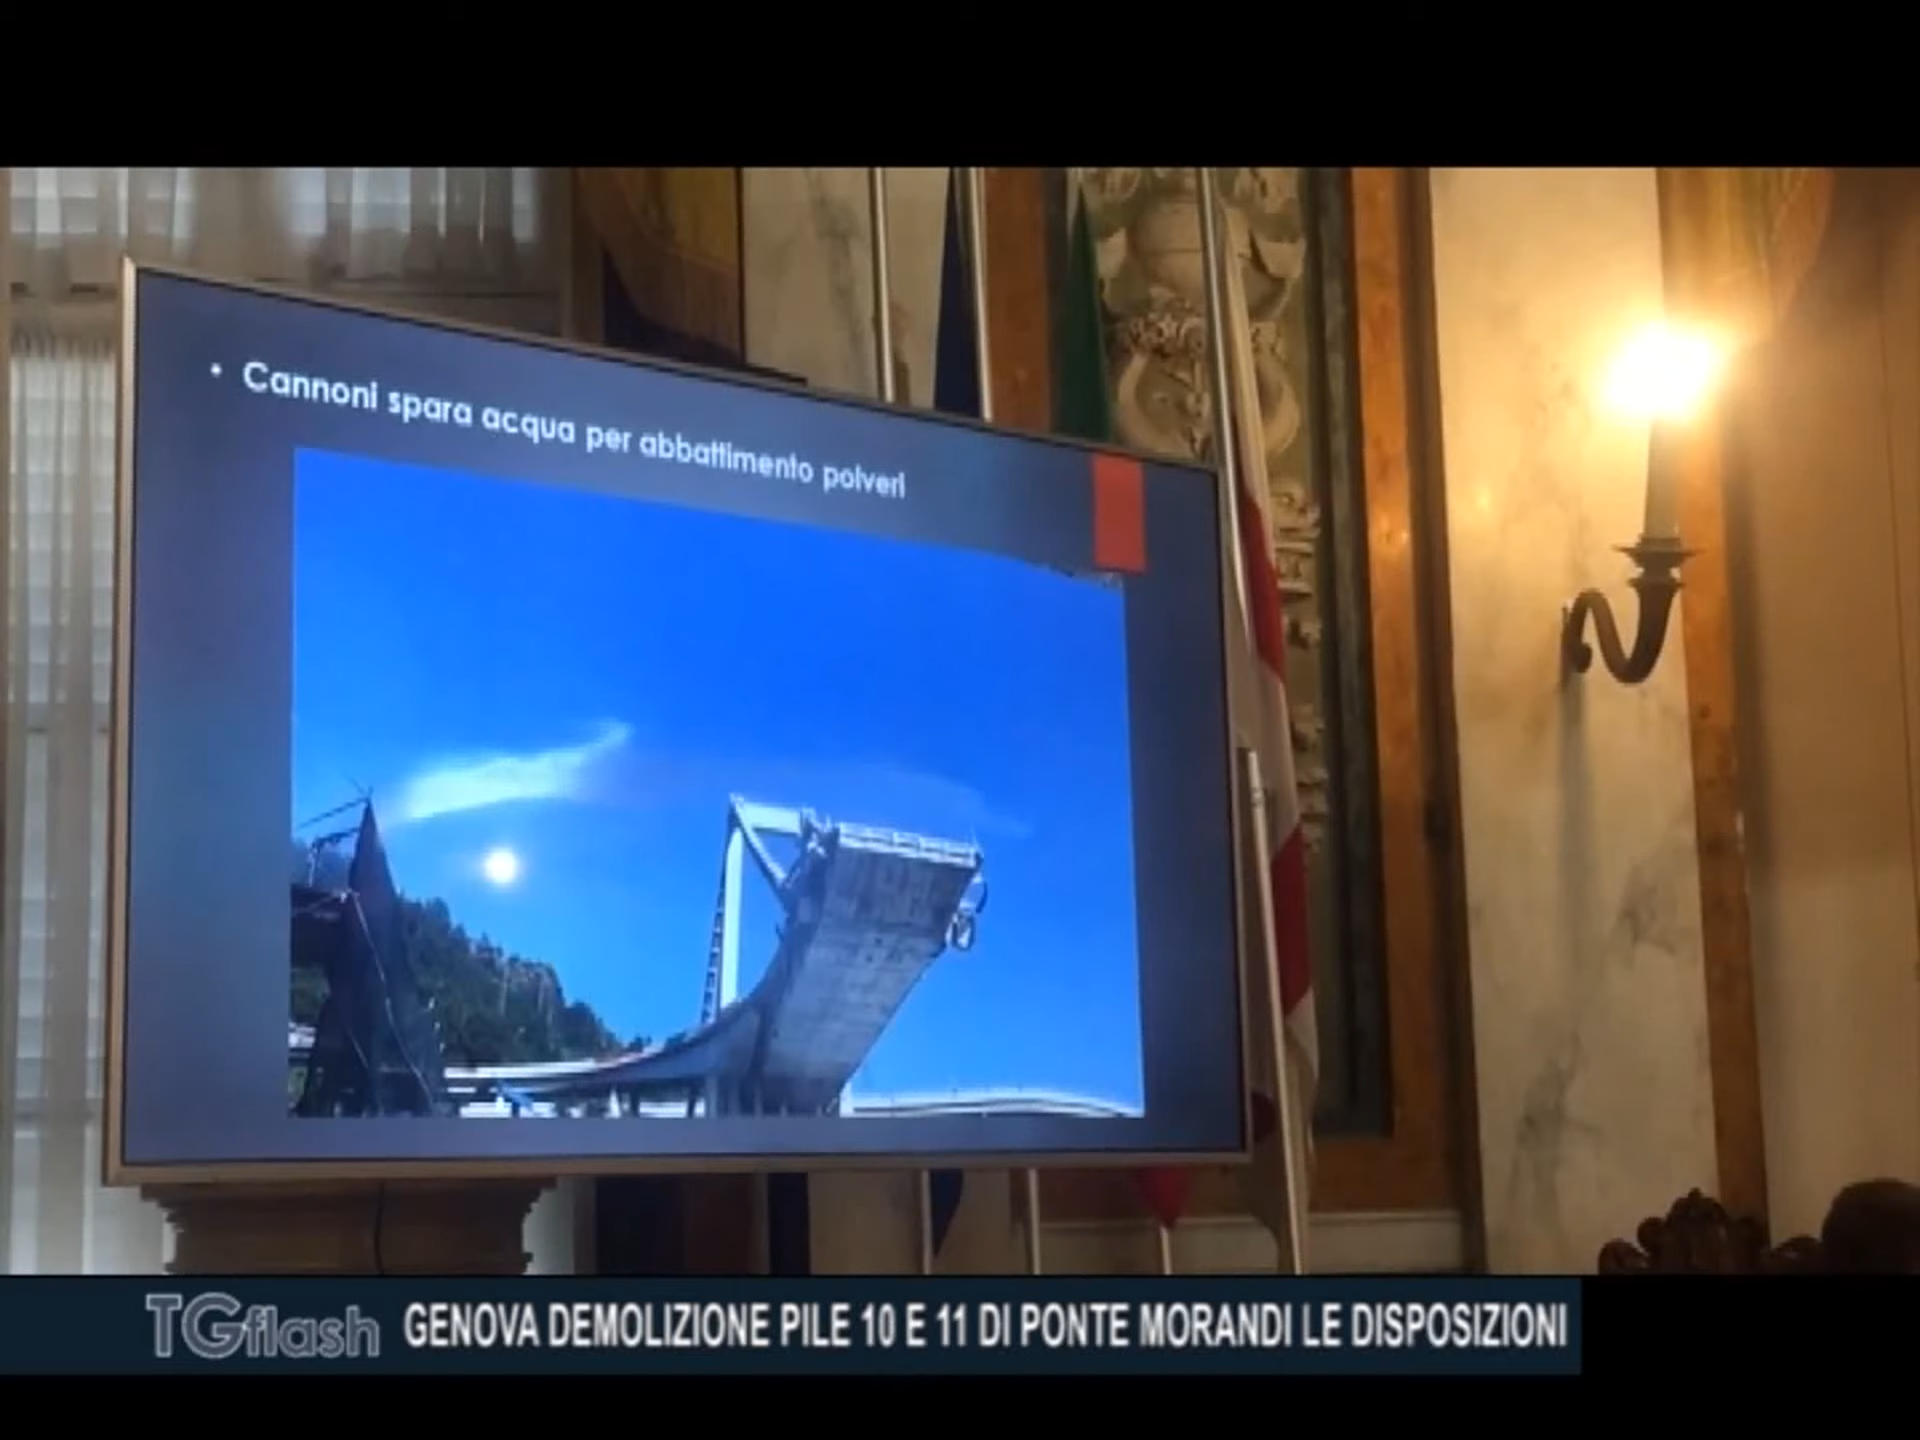 • Cannoni spara acqua per abbattimento polveri
TGflash GENOVA DEMOLIZIONE PILE 10 E 11 DI PONTE MORANDI LE DISPOSIZIONI